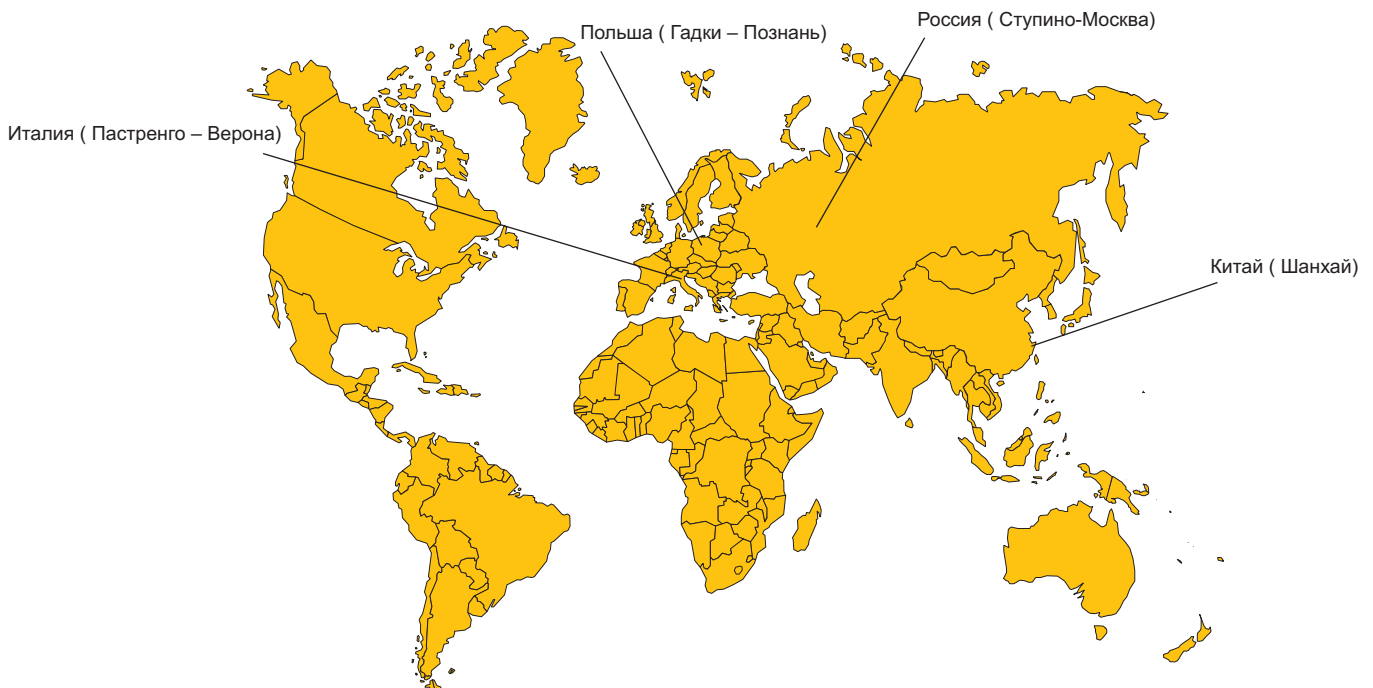 Россия ( Ступино-Москва)
Польша ( Гадки – Познань)
Италия ( Пастренго – Верона)
Китай ( Шанхай)